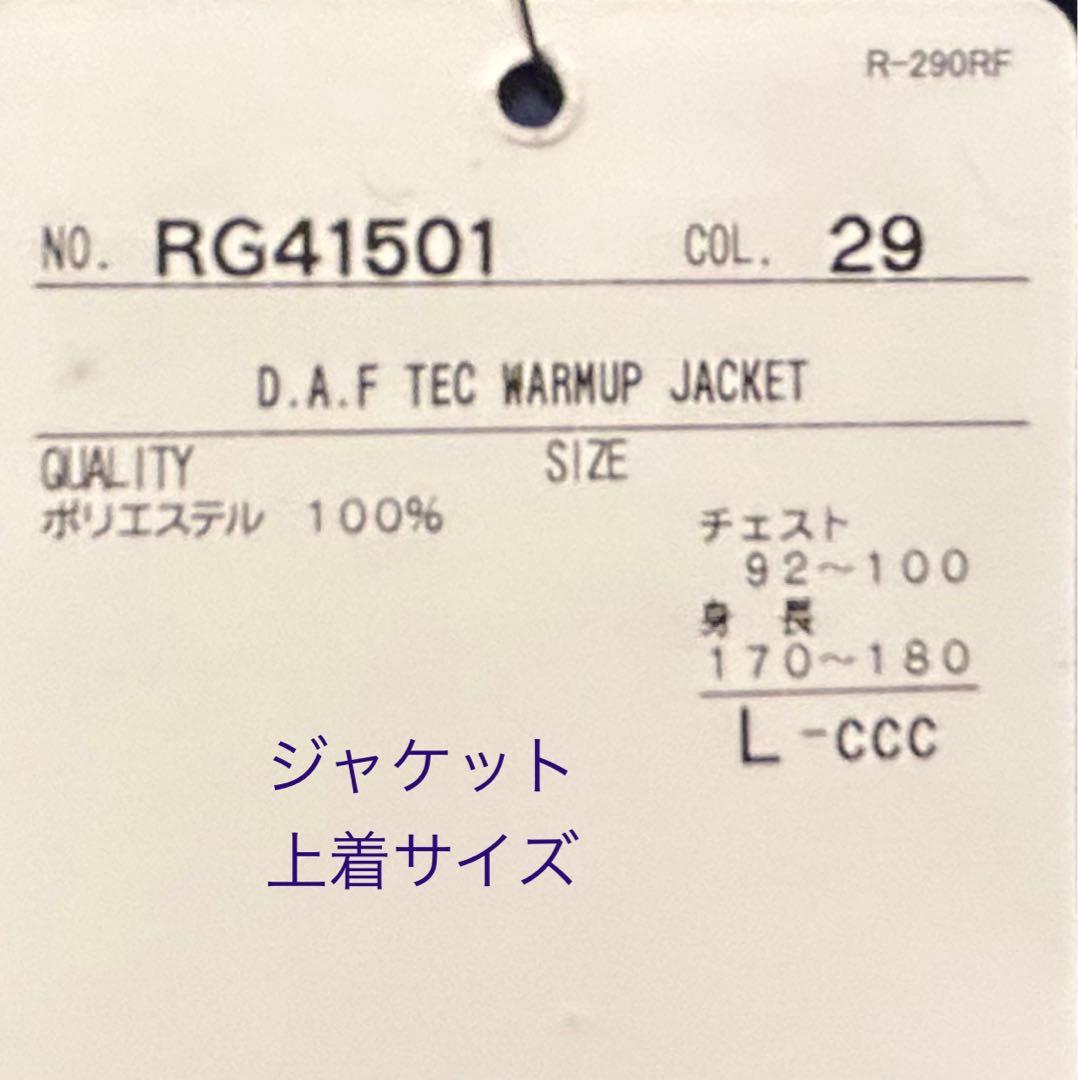 R-290RF
NO. RG41501 COL. 29
D.A.F TEC WARMUP JACKET
QUALITY SIZE
ポリエステル 100%
チェスト
92~100
身 長
170~180
L-CCC
ジャケット
上着サイズ